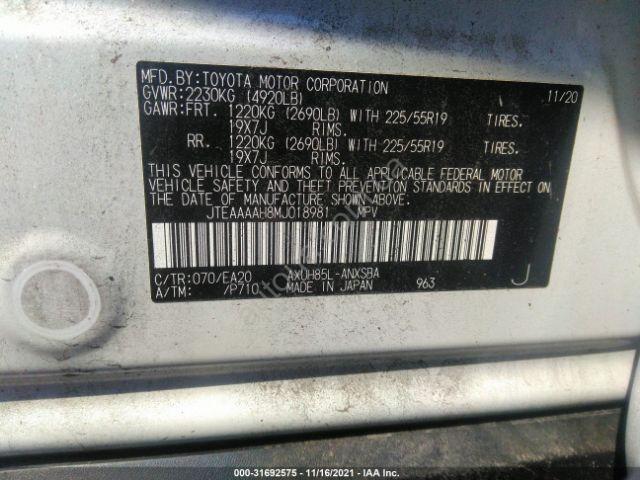 MFD.BY:TOYOTA MOTOR CORPORATION 11/20
GVWR:2230KG (4920LB)
GAWR:FRT. 1220KG (2690LB) WITH 225/55R19 TIRES.
19X7J RIMS.
RR. 1220KG (2690LB) WITH 225/55R19 TIRES.
19X7J RIMS.
THIS VEHICLE CONFORMS TO ALL APPLICABLE FEDERAL MOTOR
VEHICLE SAFETY AND THEFT PREVENTION STANDARDS IN EFFECT ON
THE DATE OF MANUFACTURE SHOWN ABOVE.
JTEAAAAH8MJ018981 MPV
C/TR:070/EA20 AXUH85L-ANXSBA J
A/TM: /P710 MADE IN JAPAN 963
000-31692575 - 11/16/2021 - IAA Inc.